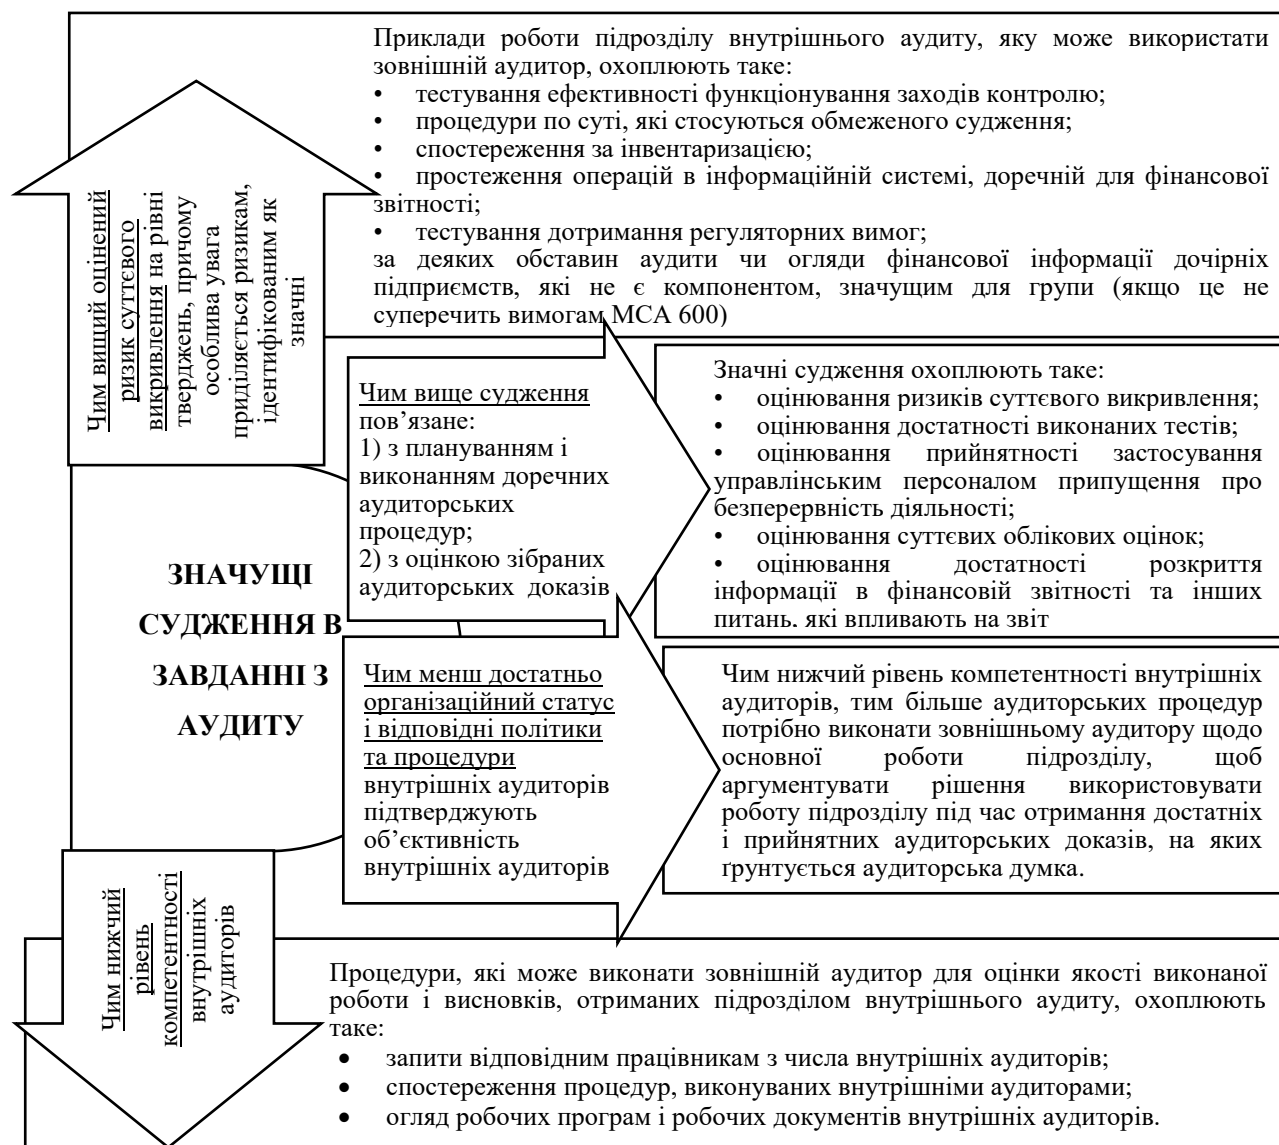 Приклади роботи підрозділу внутрішнього аудиту, яку може використати
зовнішній аудитор, охоплюють таке:
• тестування ефективності функціонування заходів контролю;
• процедури по суті, які стосуються обмеженого судження;
• спостереження за інвентаризацією;
• простеження операцій в інформаційній системі, доречній для фінансової
звітності;
• тестування дотримання регуляторних вимог;
за деяких обставин аудити чи огляди фінансової інформації дочірніх
підприємств, які не є компонентом, значущим для групи (якщо це не
суперечить вимогам МСА 600)
Чим вищий оцінений
ризик суттєвого
викривлення на рівні
тверджень, причому
особлива увага
приділяється ризикам,
ідентифікованим як
значні
Чим вище судження
пов’язане:
1) з плануванням і
виконанням доречних
аудиторських
процедур;
2) з оцінкою зібраних
аудиторських доказів
Значні судження охоплюють таке:
• оцінювання ризиків суттєвого викривлення;
• оцінювання достатності виконаних тестів;
• оцінювання прийнятності застосування
управлінським персоналом припущення про
безперервність діяльності;
• оцінювання суттєвих облікових оцінок;
• оцінювання достатності розкриття
інформації в фінансовій звітності та інших
питань, які впливають на звіт
ЗНАЧУЩІ
СУДЖЕННЯ В
ЗАВДАННІ З
АУДИТУ
Чим менш достатньо
організаційний статус
і відповідні політики
та процедури
внутрішніх аудиторів
підтверджують
об’єктивність
внутрішніх аудиторів
Чим нижчий рівень компетентності внутрішніх
аудиторів, тим більше аудиторських процедур
потрібно виконати зовнішньому аудитору щодо
основної роботи підрозділу, щоб
аргументувати рішення використовувати
роботу підрозділу під час отримання достатніх
і прийнятних аудиторських доказів, на яких
ґрунтується аудиторська думка.
Чим нижчий
рівень
компетентності
внутрішніх
аудиторів
Процедури, які може виконати зовнішній аудитор для оцінки якості виконаної
роботи і висновків, отриманих підрозділом внутрішнього аудиту, охоплюють
таке:
• запити відповідним працівникам з числа внутрішніх аудиторів;
• спостереження процедур, виконуваних внутрішніми аудиторами;
• огляд робочих програм і робочих документів внутрішніх аудиторів.